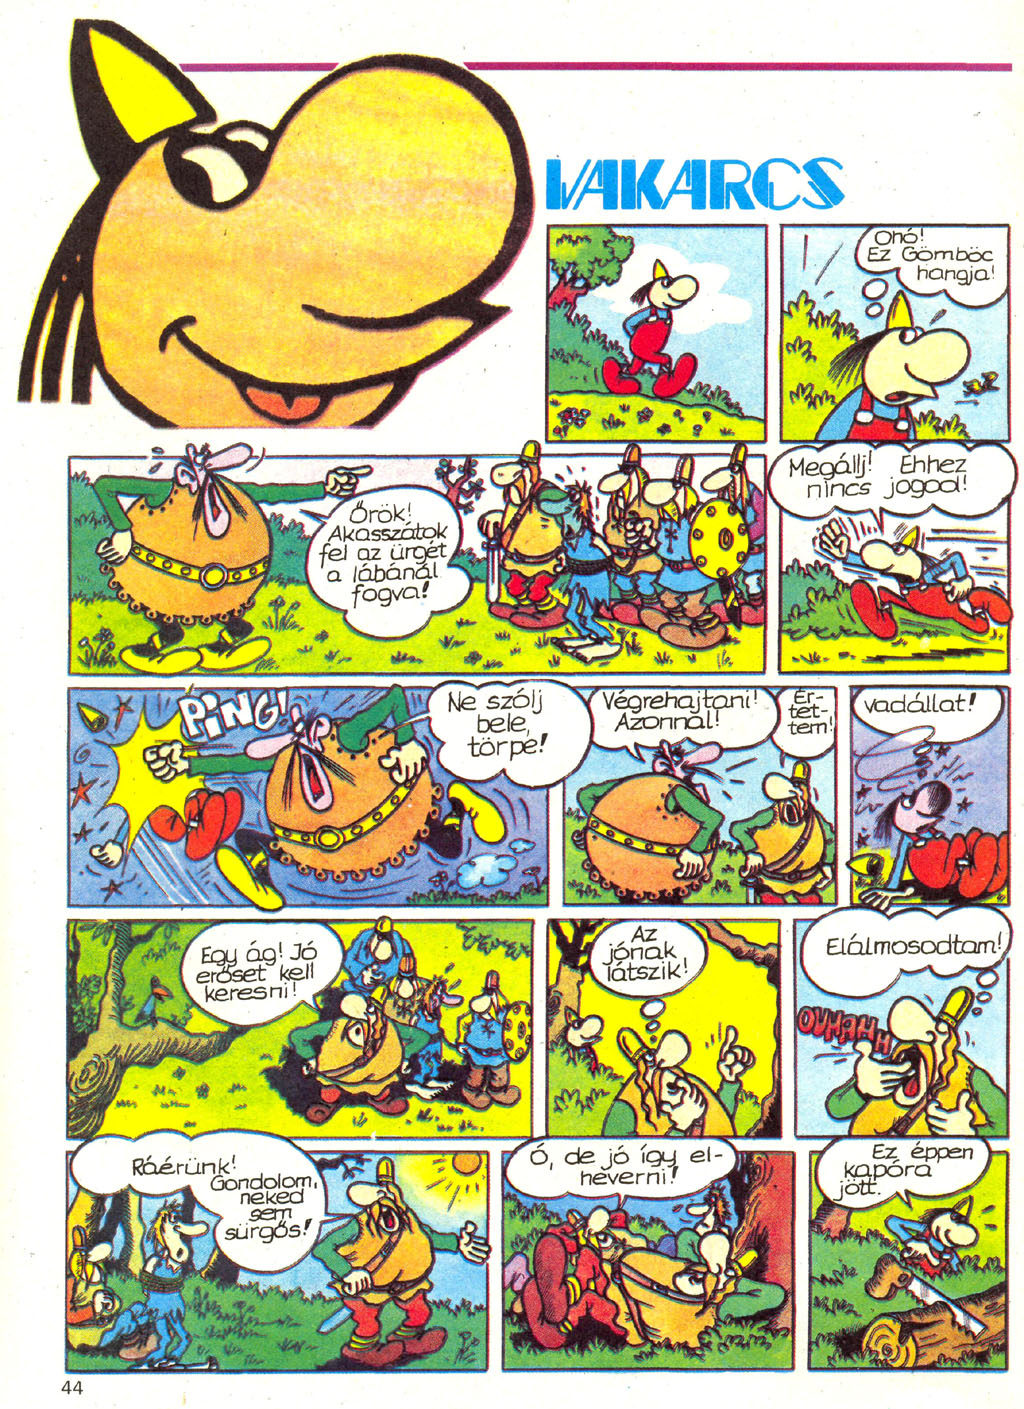 VAKARCS
Ohó!
Ez Gömböc
hangja!
Őrök!
Akasszátok
fel az ürgét
a lábánál
fogva!
Megállj! Ehhez
nincs jogod!
PING!
Ne szólj
bele,
törpe!
Végrehajtani!
Azonnal!
Ér-
tet-
tem!
Vadállat!
Egy ág! Jó
erőset kell
keresni!
Az
jónak
látszik!
Elálmosodtam!
OUHAHH
Ráérünk!
Gondolom,
neked
sem
sürgős!
Ó, de jó így el-
heverni!
Ez éppen
kapóra
jött.
44